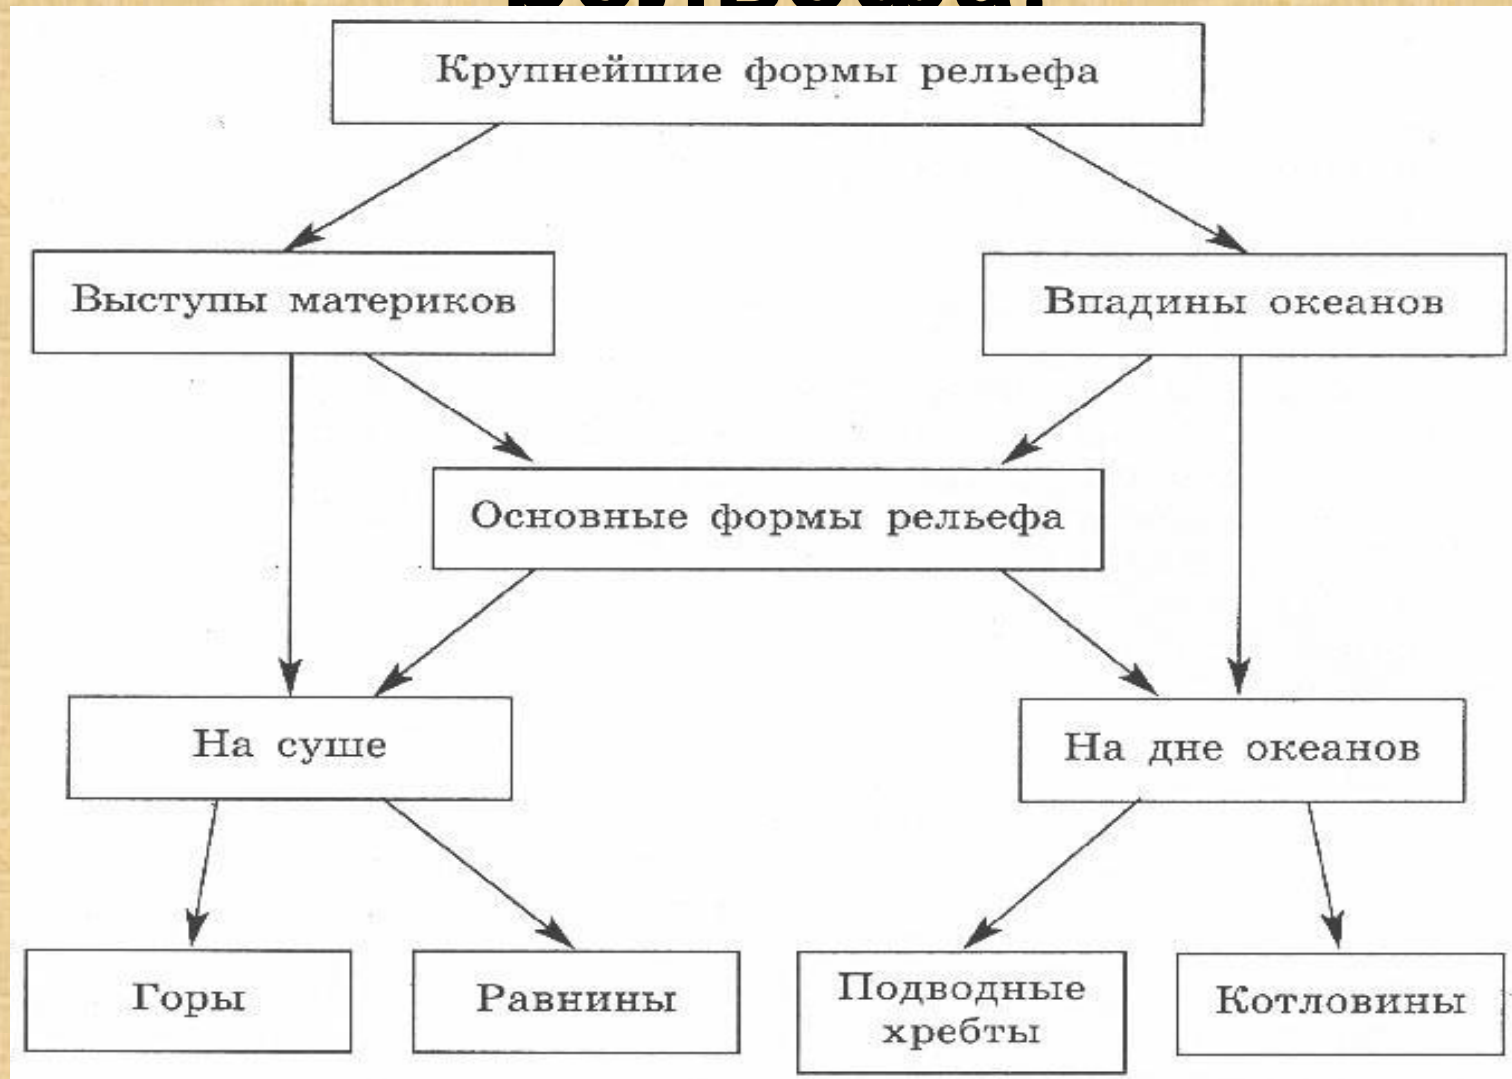 Крупнейшие формы рельефа
Выступы материков
Впадины океанов
Основные формы рельефа
На суше
На дне океанов
Горы
Равнины
Подводные
хребты
Котловины